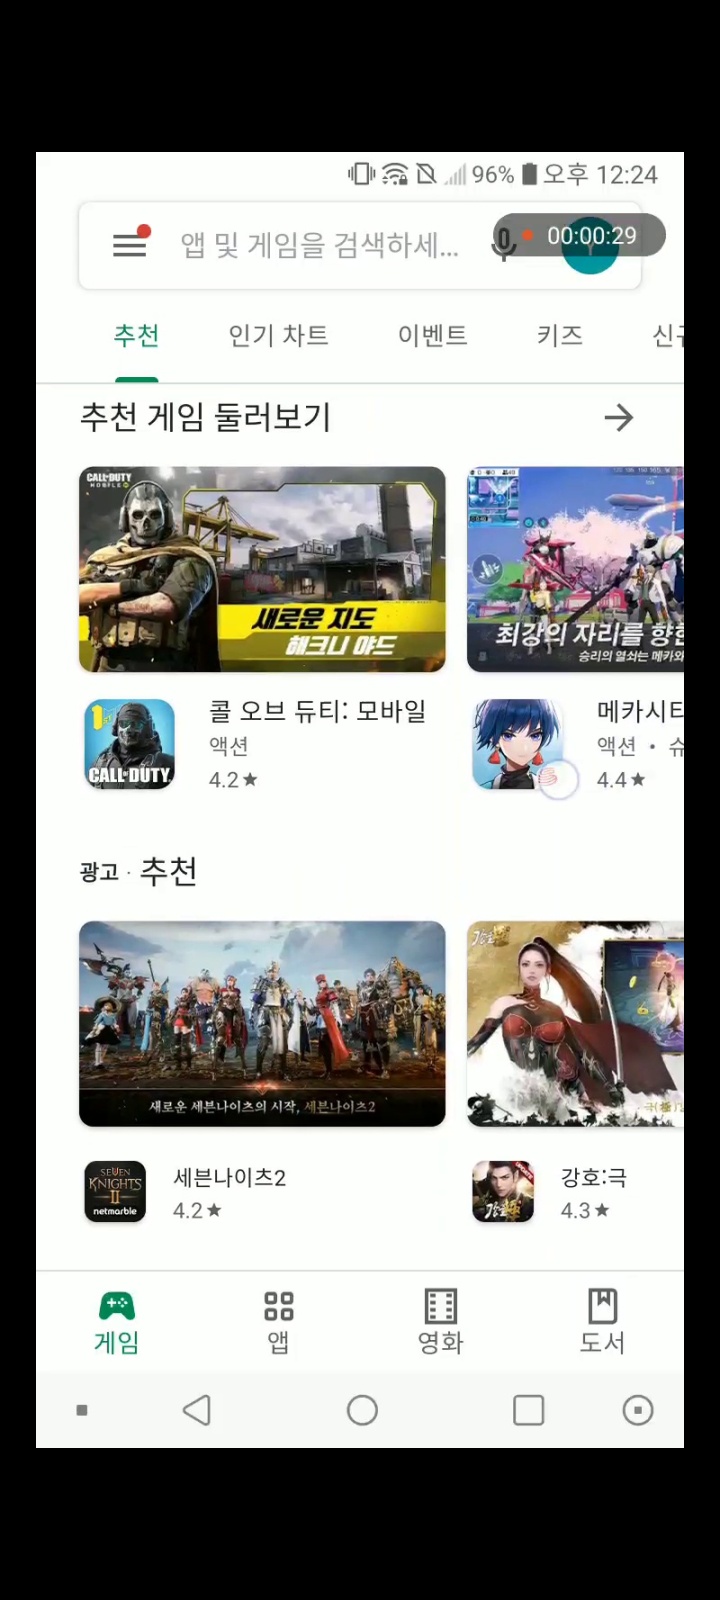 96% 오후 12:24
앱 및 게임을 검색하세...
00:00:29
추천 인기 차트 이벤트 키즈
추천 게임 둘러보기
CALL OF DUTY
MOBILE
새로운 지도
해크니 야드
최강의 자리를 향한
승리의 열쇠는 메카와
CALL OF DUTY
콜 오브 듀티: 모바일
액션
4.2★
메카시티
액션 • 슈
4.4★
광고 · 추천
새로운 세븐나이츠의 시작, 세븐나이츠2
SEVEN
KNIGHTS
II
netmarble
세븐나이츠2
4.2★
강호:극
4.3★
게임 앱 영화 도서